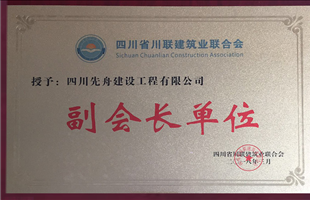 四川省川联建筑业联合会
Sichuan Chuanlian Construction Association
授予：四川先舟建设工程有限公司
副会长单位
四川省川联建筑业联合会